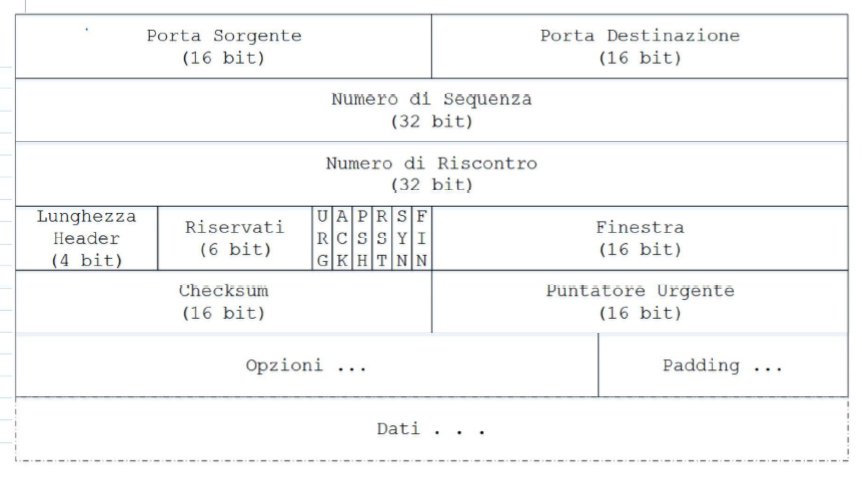 Porta Sorgente
(16 bit)
Porta Destinazione
(16 bit)
Numero di Sequenza
(32 bit)
Numero di Riscontro
(32 bit)
Lunghezza
Header
(4 bit)
Riservati
(6 bit)
URG
ACK
PSH
RST
SYN
FIN
Finestra
(16 bit)
Checksum
(16 bit)
Puntatore Urgente
(16 bit)
Opzioni ...
Padding ...
Dati . . .